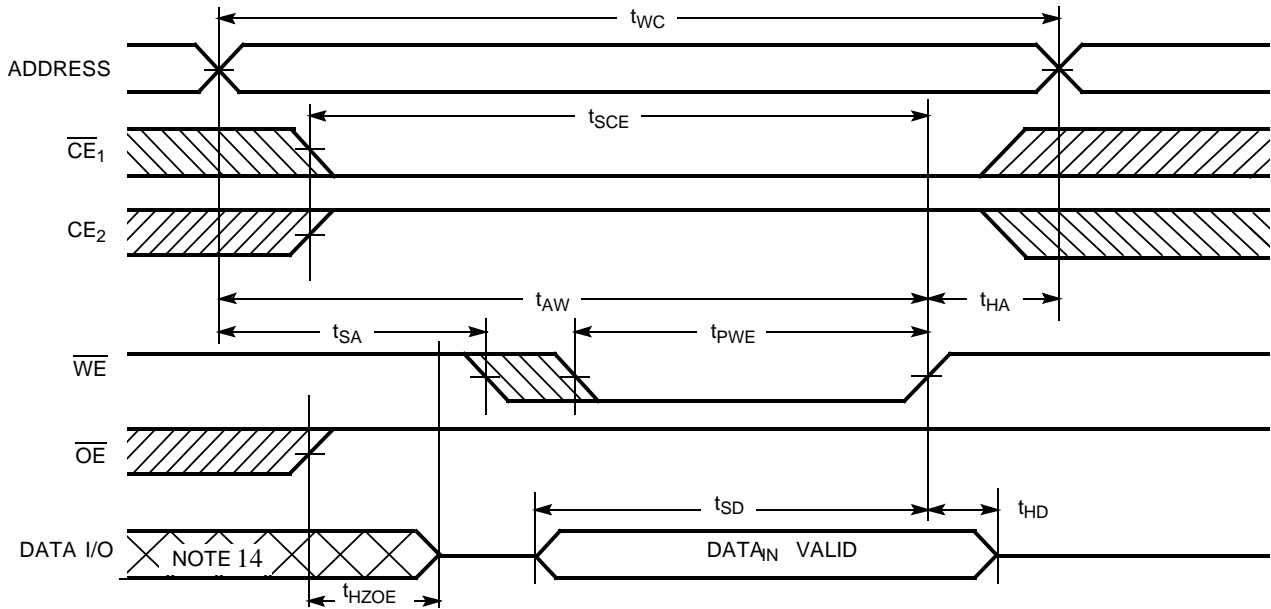 tWC
ADDRESS
tSCE
CE1
CE2
tAW
tHA
tSA
tPWE
WE
OE
tSD
tHD
DATA I/O
NOTE 14
DATAIN VALID
tHZOE